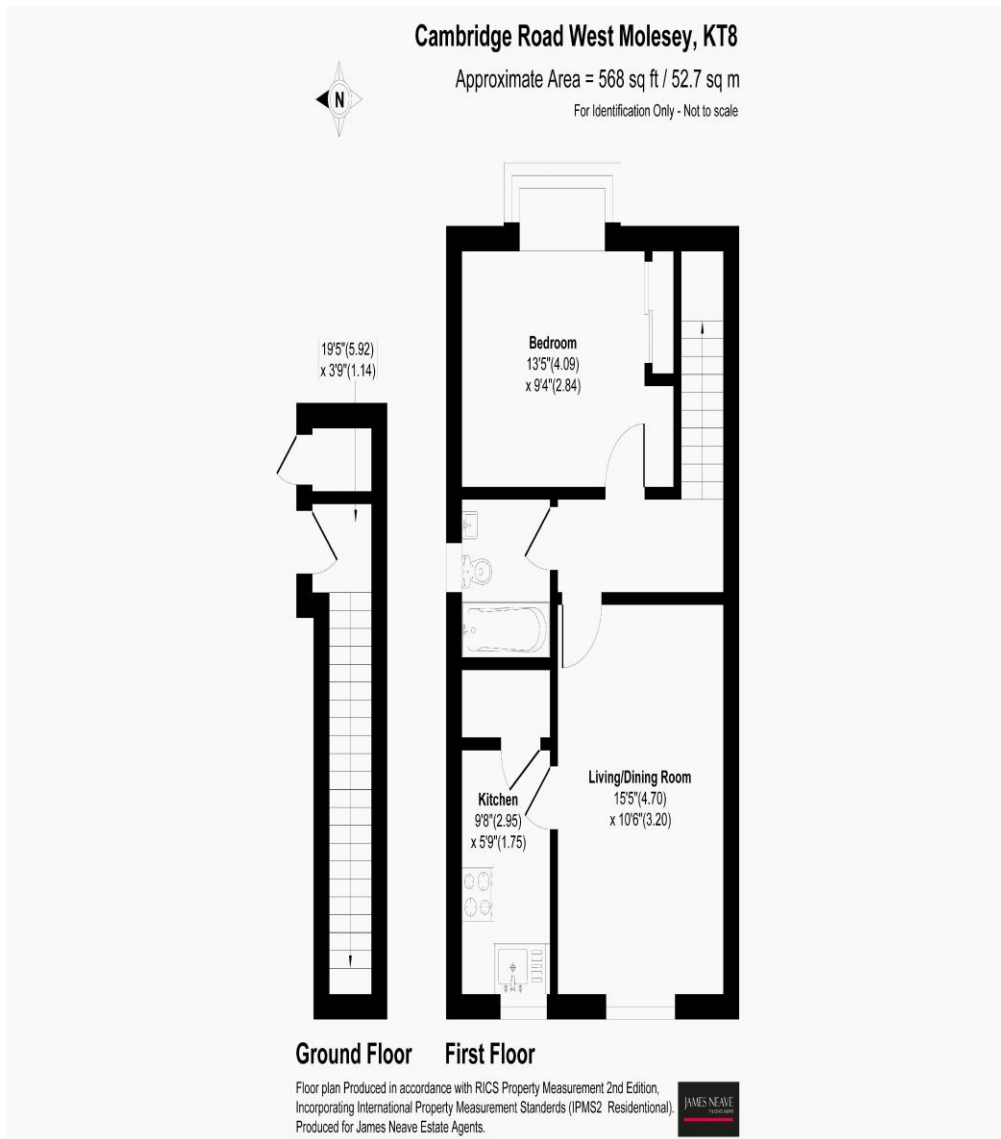 Cambridge Road West Molesey, KT8
Approximate Area = 568 sq ft / 52.7 sq m
For Identification Only - Not to scale
N
19'5"(5.92)
x 3'9"(1.14)
Bedroom
13'5"(4.09)
x 9'4"(2.84)
Kitchen
9'8"(2.95)
x 5'9"(1.75)
Living/Dining Room
15'5"(4.70)
x 10'6"(3.20)
Ground Floor
First Floor
Floor plan Produced in accordance with RICS Property Measurement 2nd Edition,
Incorporating International Property Measurement Standerds (IPMS2 Residentional).
Produced for James Neave Estate Agents.
JAMES NEAVE